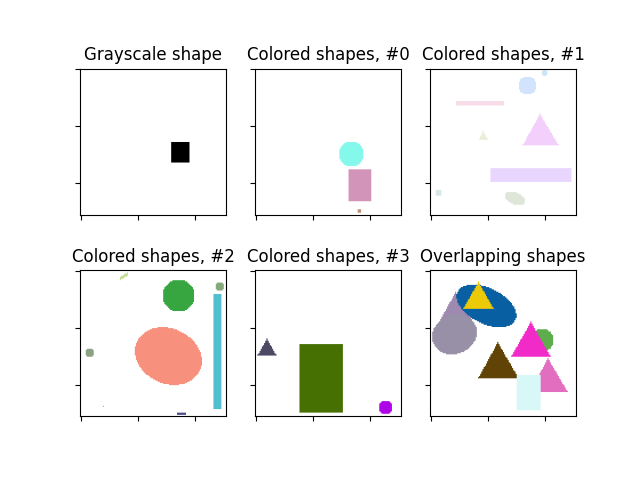 Grayscale shape
Colored shapes, #0
Colored shapes, #1
Colored shapes, #2
Colored shapes, #3
Overlapping shapes